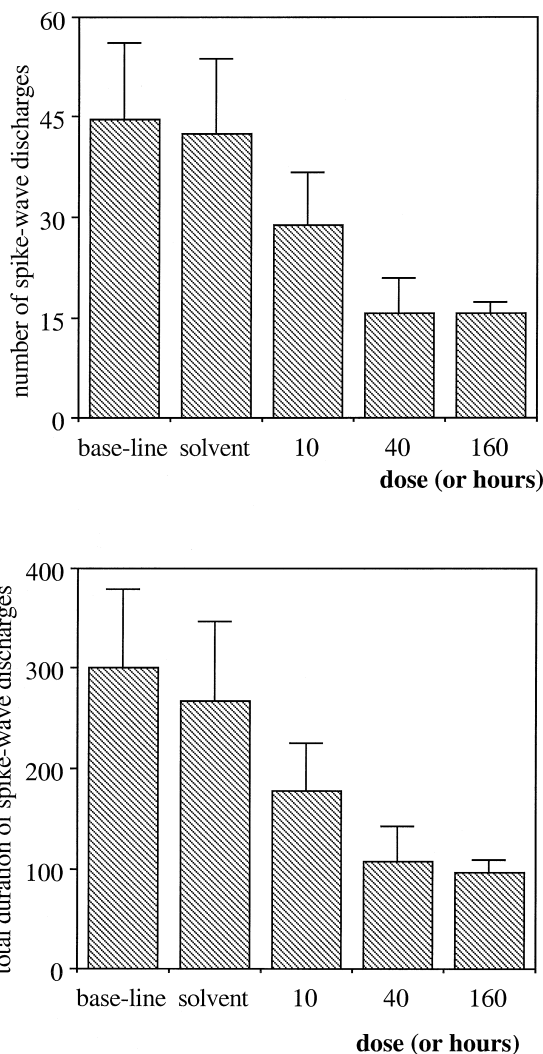 number of spike-wave discharges
60
45
30
15
0
base-line solvent 10 40 160
dose (or hours)
total duration of spike-wave discharges
400
300
200
100
0
base-line solvent 10 40 160
dose (or hours)